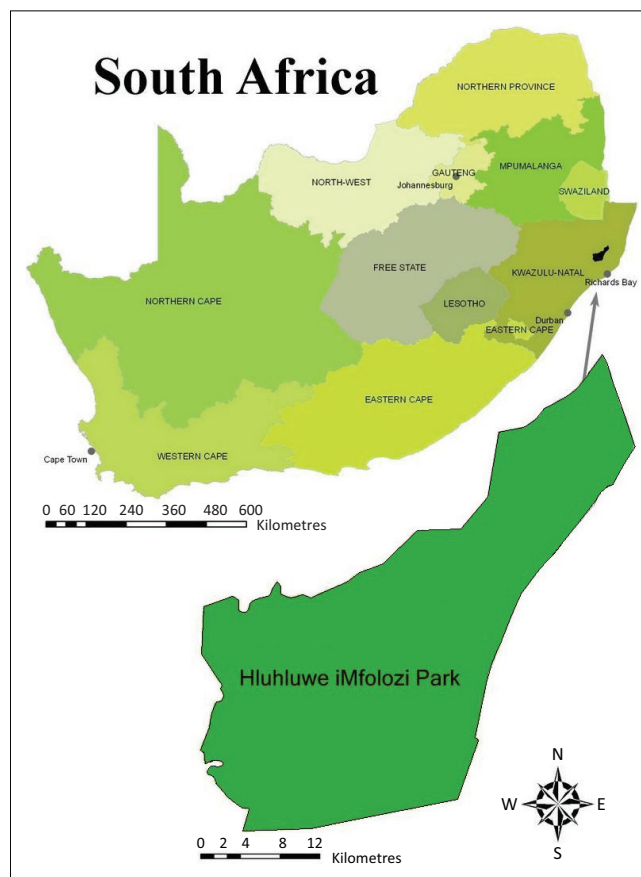 South Africa
NORTHERN PROVINCE
MPUMALANGA
GAUTENG
Johannesburg
NORTH-WEST
SWAZILAND
FREE STATE
KWAZULU-NATAL
Richards Bay
NORTHERN CAPE
LESOTHO
Durban
EASTERN CAPE
EASTERN CAPE
WESTERN CAPE
Cape Town
0 60 120 240 360 480 600
Kilometres
Hluhluwe iMfolozi Park
N
W E
S
0 2 4 8 12
Kilometres